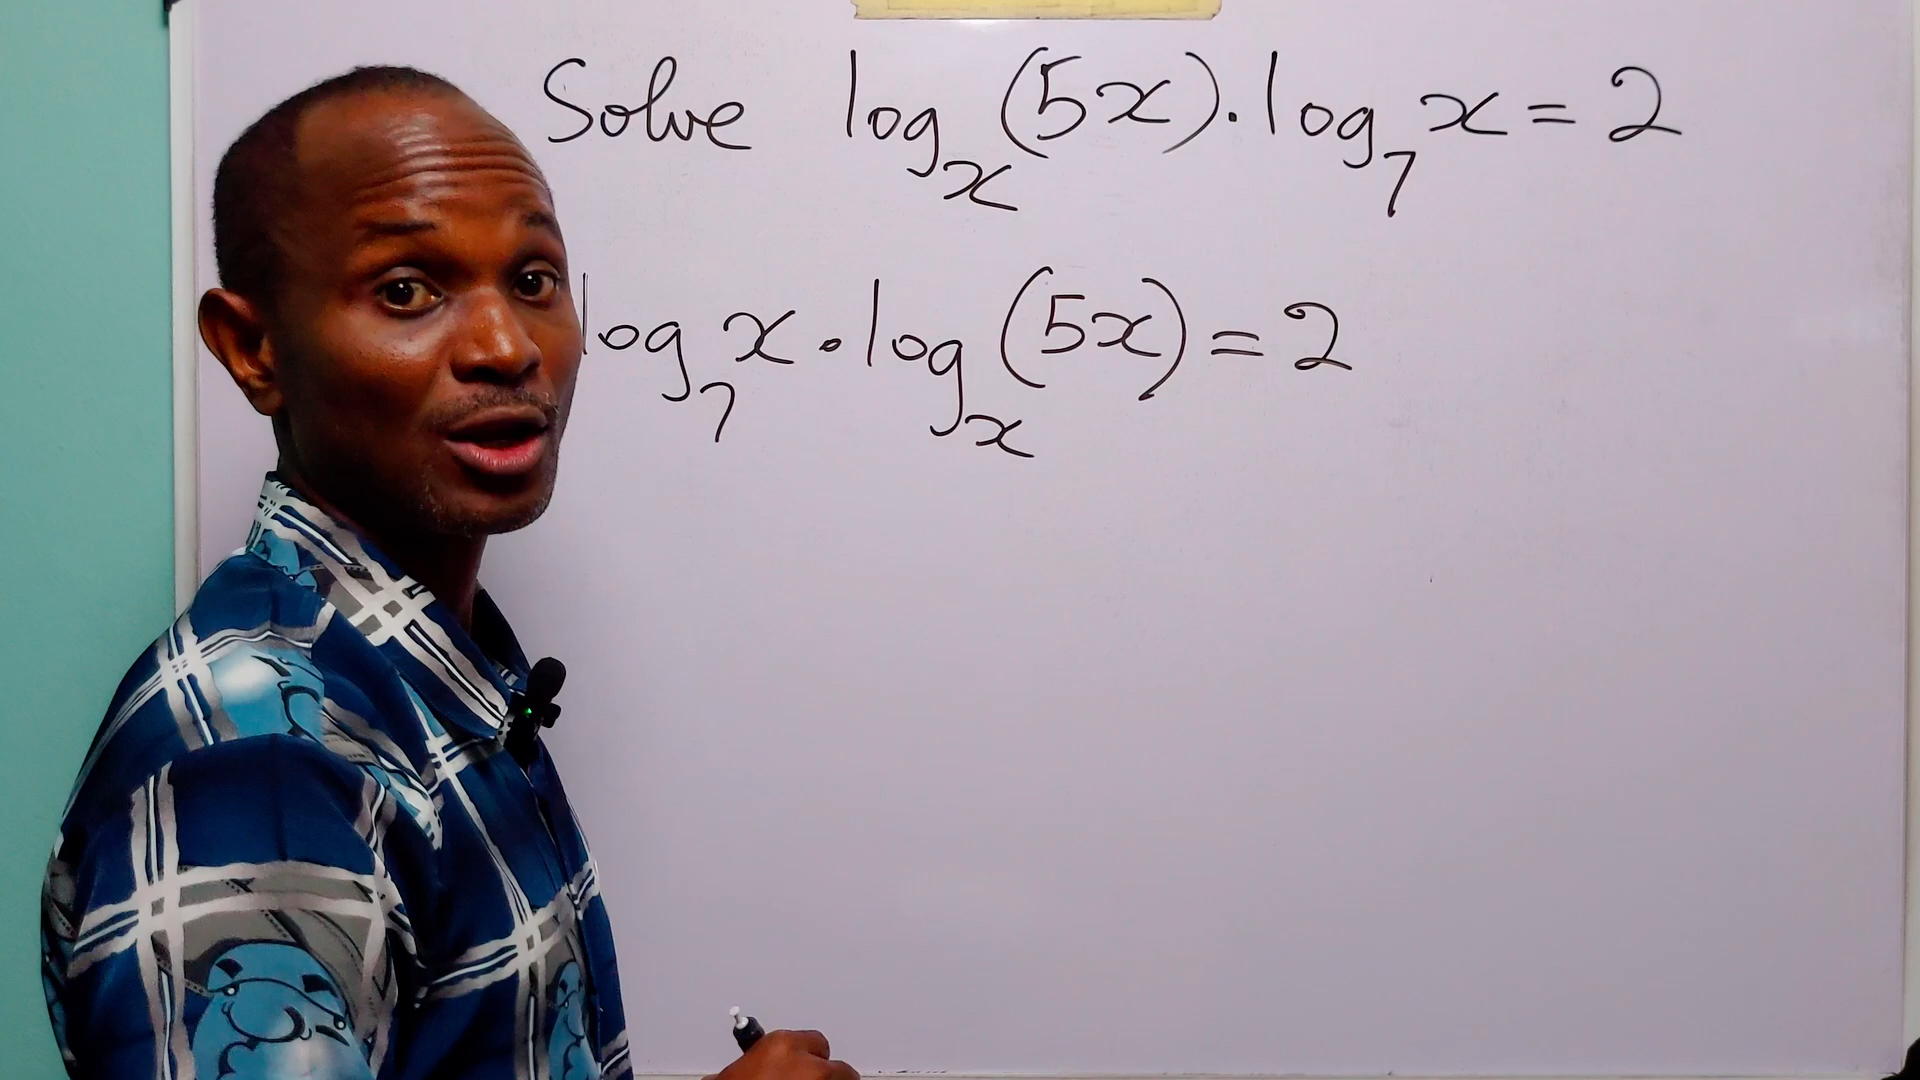 Solve log_x(5x).log_7 x = 2
log_7 x . log_x(5x) = 2